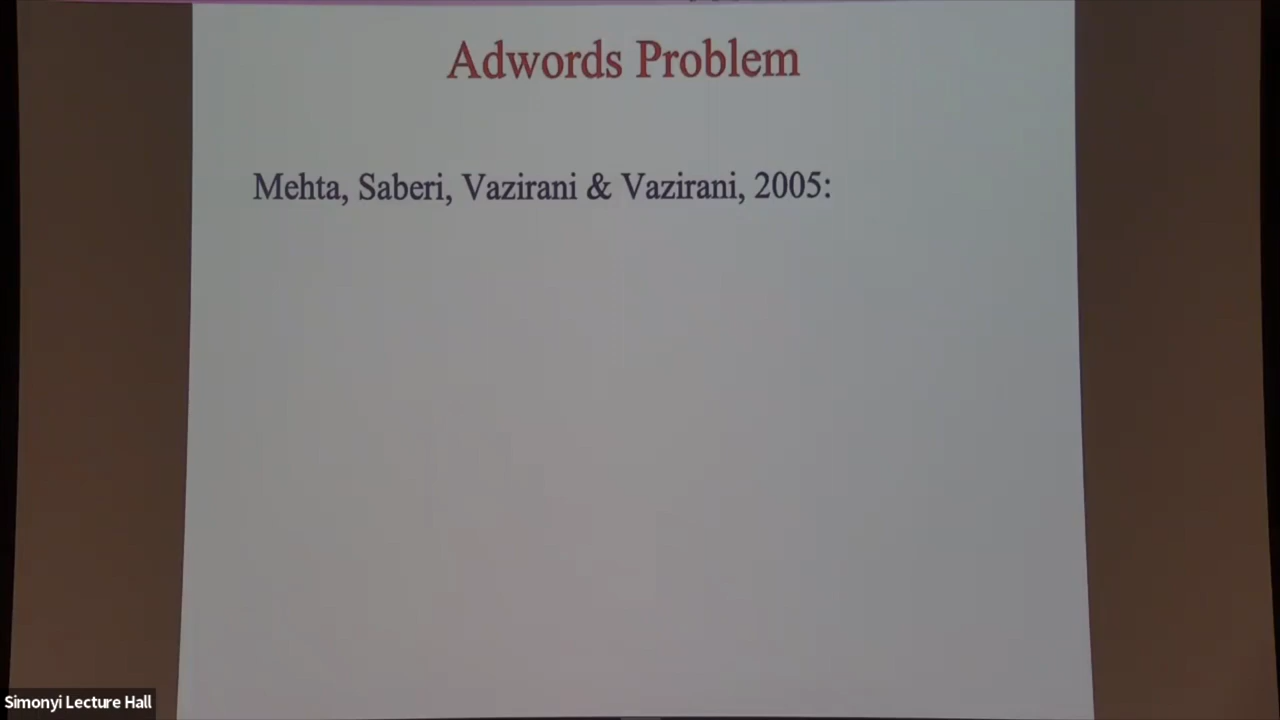 Adwords Problem
Mehta, Saberi, Vazirani & Vazirani, 2005:
Simonyi Lecture Hall